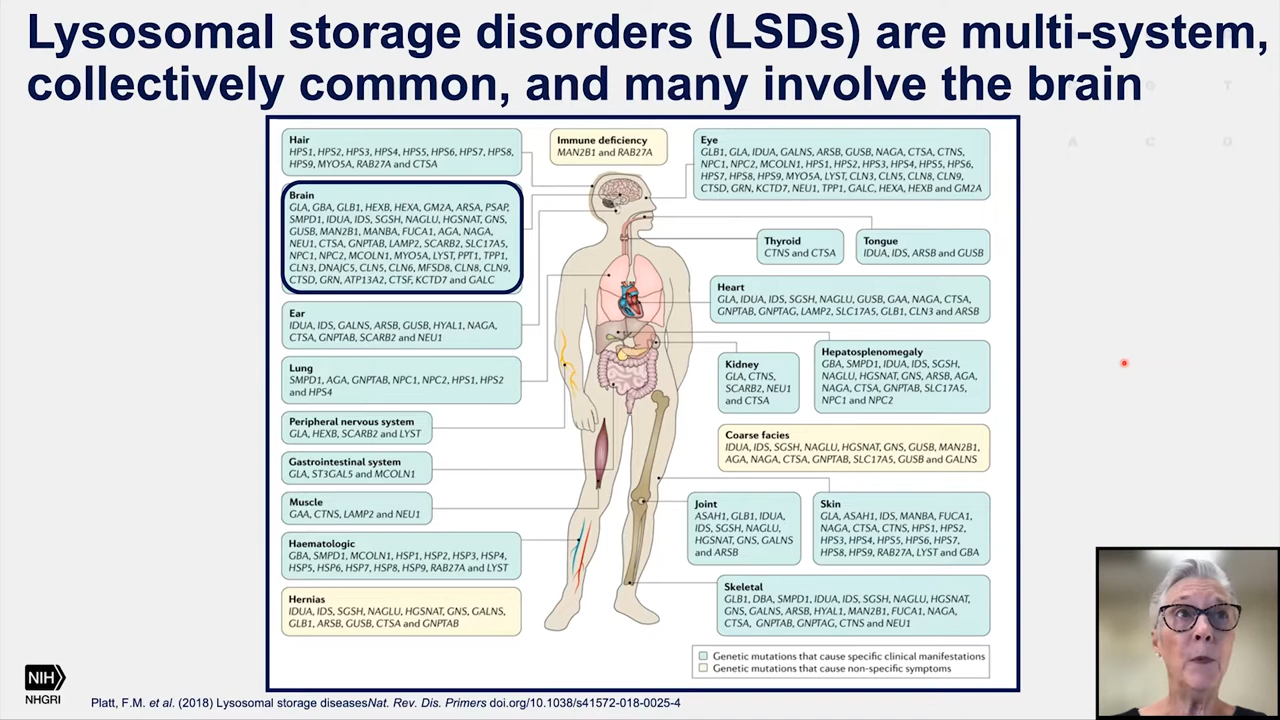 Lysosomal storage disorders (LSDs) are multi-system,
collectively common, and many involve the brain
Hair
HPS1, HPS2, HPS3, HPS4, HPS5, HPS6, HPS7, HPS8,
HPS9, MYO5A, RAB27A and CTSA
Immune deficiency
MAN2B1 and RAB27A
Eye
GLB1, GLA, IDUA, GALNS, ARSB, GUSB, NAGA, CTSA, CTNS,
NPC1, NPC2, MCOLN1, HPS1, HPS2, HPS3, HPS4, HPS5, HPS6,
HPS7, HPS8, HPS9, MYO5A, LYST, CLN3, CLN5, CLN8, CLN9,
CTSD, GRN, KCTD7, NEU1, TPP1, GALC, HEXA, HEXB and GM2A
Brain
GLA, GBA, GLB1, HEXB, HEXA, GM2A, ARSA, PSAP,
SMPD1, IDUA, IDS, SGSH, NAGLU, HGSNAT, GNS,
GUSB, MAN2B1, MANBA, FUCA1, AGA, NAGA,
NEU1, CTSA, GNPTAB, LAMP2, SCARB2, SLC17A5,
NPC1, NPC2, MCOLN1, MYO5A, LYST, PPT1, TPP1,
CLN3, DNAJC5, CLN5, CLN6, MFSD8, CLN8, CLN9,
CTSD, GRN, ATP13A2, CTSF, KCTD7 and GALC
Thyroid
CTNS and CTSA
Tongue
IDUA, IDS, ARSB and GUSB
Ear
IDUA, IDS, GALNS, ARSB, GUSB, HYAL1, NAGA,
CTSA, GNPTAB, SCARB2 and NEU1
Heart
GLA, IDUA, IDS, SGSH, NAGLU, GUSB, GAA, NAGA, CTSA,
GNPTAB, GNPTAG, LAMP2, SLC17A5, GLB1, CLN3 and ARSB
Lung
SMPD1, AGA, GNPTAB, NPC1, NPC2, HPS1, HPS2
and HPS4
Kidney
GLA, CTNS,
SCARB2, NEU1
and CTSA
Hepatosplenomegaly
GBA, SMPD1, IDUA, IDS, SGSH,
NAGLU, HGSNAT, GNS, ARSB, AGA,
NAGA, CTSA, GNPTAB, SLC17A5,
NPC1 and NPC2
Peripheral nervous system
GLA, HEXB, SCARB2 and LYST
Coarse facies
IDUA, IDS, SGSH, NAGLU, HGSNAT, GNS, GUSB, MAN2B1,
AGA, NAGA, CTSA, GNPTAB, SLC17A5, GUSB and GALNS
Gastrointestinal system
GLA, ST3GAL5 and MCOLN1
Muscle
GAA, CTNS, LAMP2 and NEU1
Joint
ASAH1, GLB1, IDUA,
IDS, SGSH, NAGLU,
HGSNAT, GNS, GALNS
and ARSB
Skin
GLA, ASAH1, IDS, MANBA, FUCA1,
NAGA, CTSA, CTNS, HPS1, HPS2,
HPS3, HPS4, HPS5, HPS6, HPS7,
HPS8, HPS9, RAB27A, LYST and GBA
Haematologic
GBA, SMPD1, MCOLN1, HSP1, HSP2, HSP3, HSP4,
HSP5, HSP6, HSP7, HSP8, HSP9, RAB27A and LYST
Hernias
IDUA, IDS, SGSH, NAGLU, HGSNAT, GNS, GALNS,
GLB1, ARSB, GUSB, CTSA and GNPTAB
Skeletal
GLB1, DBA, SMPD1, IDUA, IDS, SGSH, NAGLU, HGSNAT,
GNS, GALNS, ARSB, HYAL1, MAN2B1, FUCA1, NAGA,
CTSA, GNPTAB, GNPTAG, CTNS and NEU1
Genetic mutations that cause specific clinical manifestations
Genetic mutations that cause non-specific symptoms
NIH
NHGRI
Platt, F.M. et al. (2018) Lysosomal storage diseasesNat. Rev. Dis. Primers doi.org/10.1038/s41572-018-0025-4